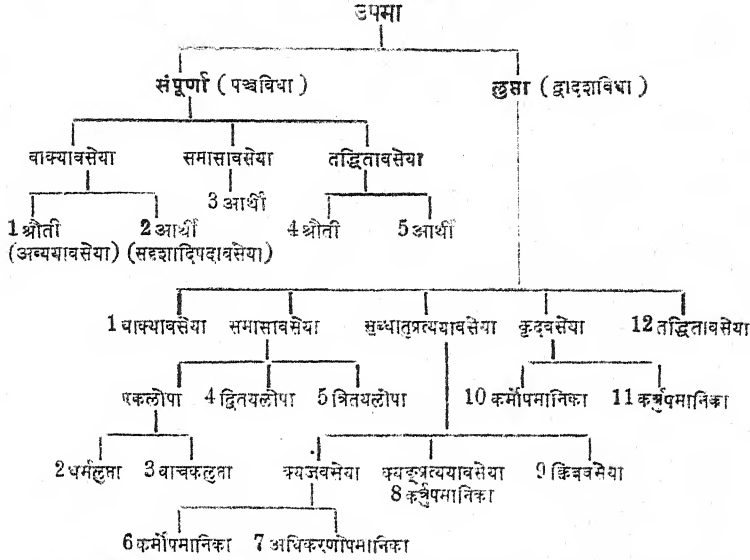 उपमा
संपूर्णा ( पञ्चविधा ) लुप्ता ( द्वादशविधा )
वाक्यावसेया समासावसेया तद्धितावसेया
3 आर्थी
1 श्रौती 2 आर्थी 4 श्रौती 5 आर्थी
(अव्ययावसेया) (सदृशादिपदावसेया)
1 वाक्यावसेया समासावसेया सुब्धातुप्रत्ययावसेया कृदवसेया 12 तद्धितावसेया
एकलोपा 4 द्वितयलोपा 5 त्रितयलोपा 10 कर्मोपमानिका 11 कर्त्रुपमानिका
2 धर्मलुप्ता 3 वाचकलुप्ता क्यजवसेया क्यङ्प्रत्ययावसेया 9 क्विबवसेया
8 कर्त्रुपमानिका
6 कर्मोपमानिका 7 अधिकरणोपमानिका